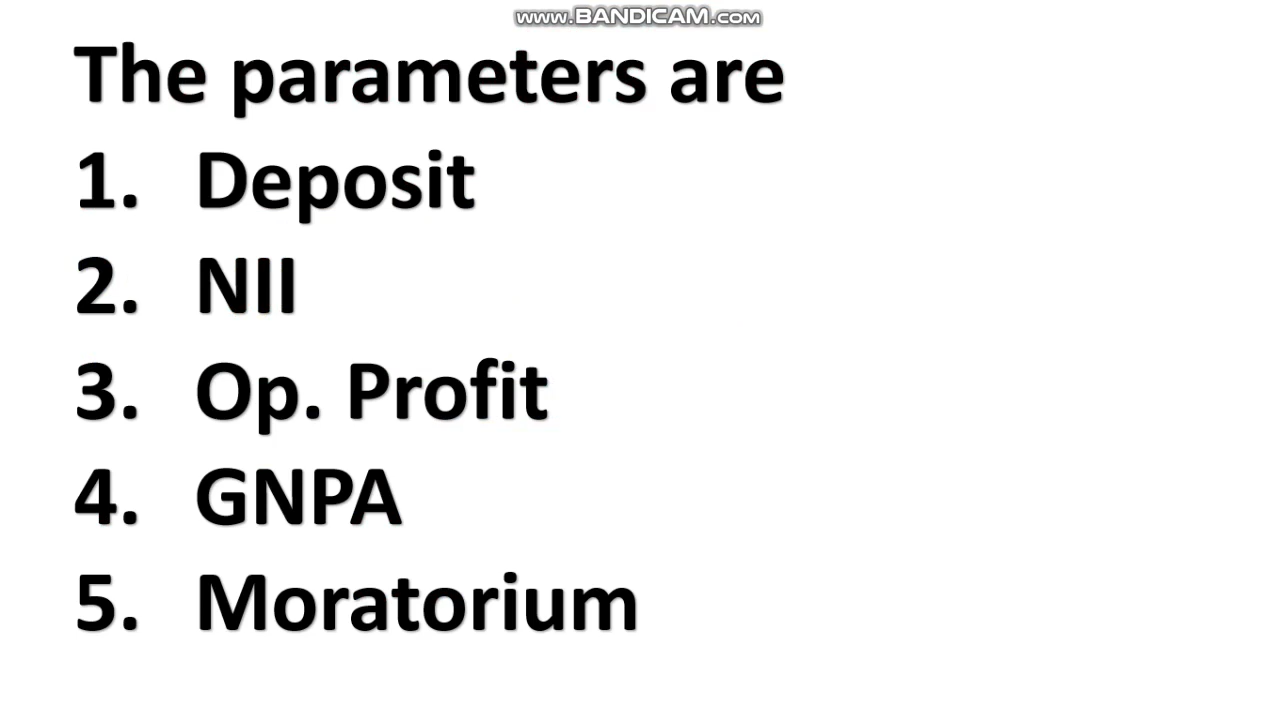 www.BANDICAM.com
The parameters are
1. Deposit
2. NII
3. Op. Profit
4. GNPA
5. Moratorium